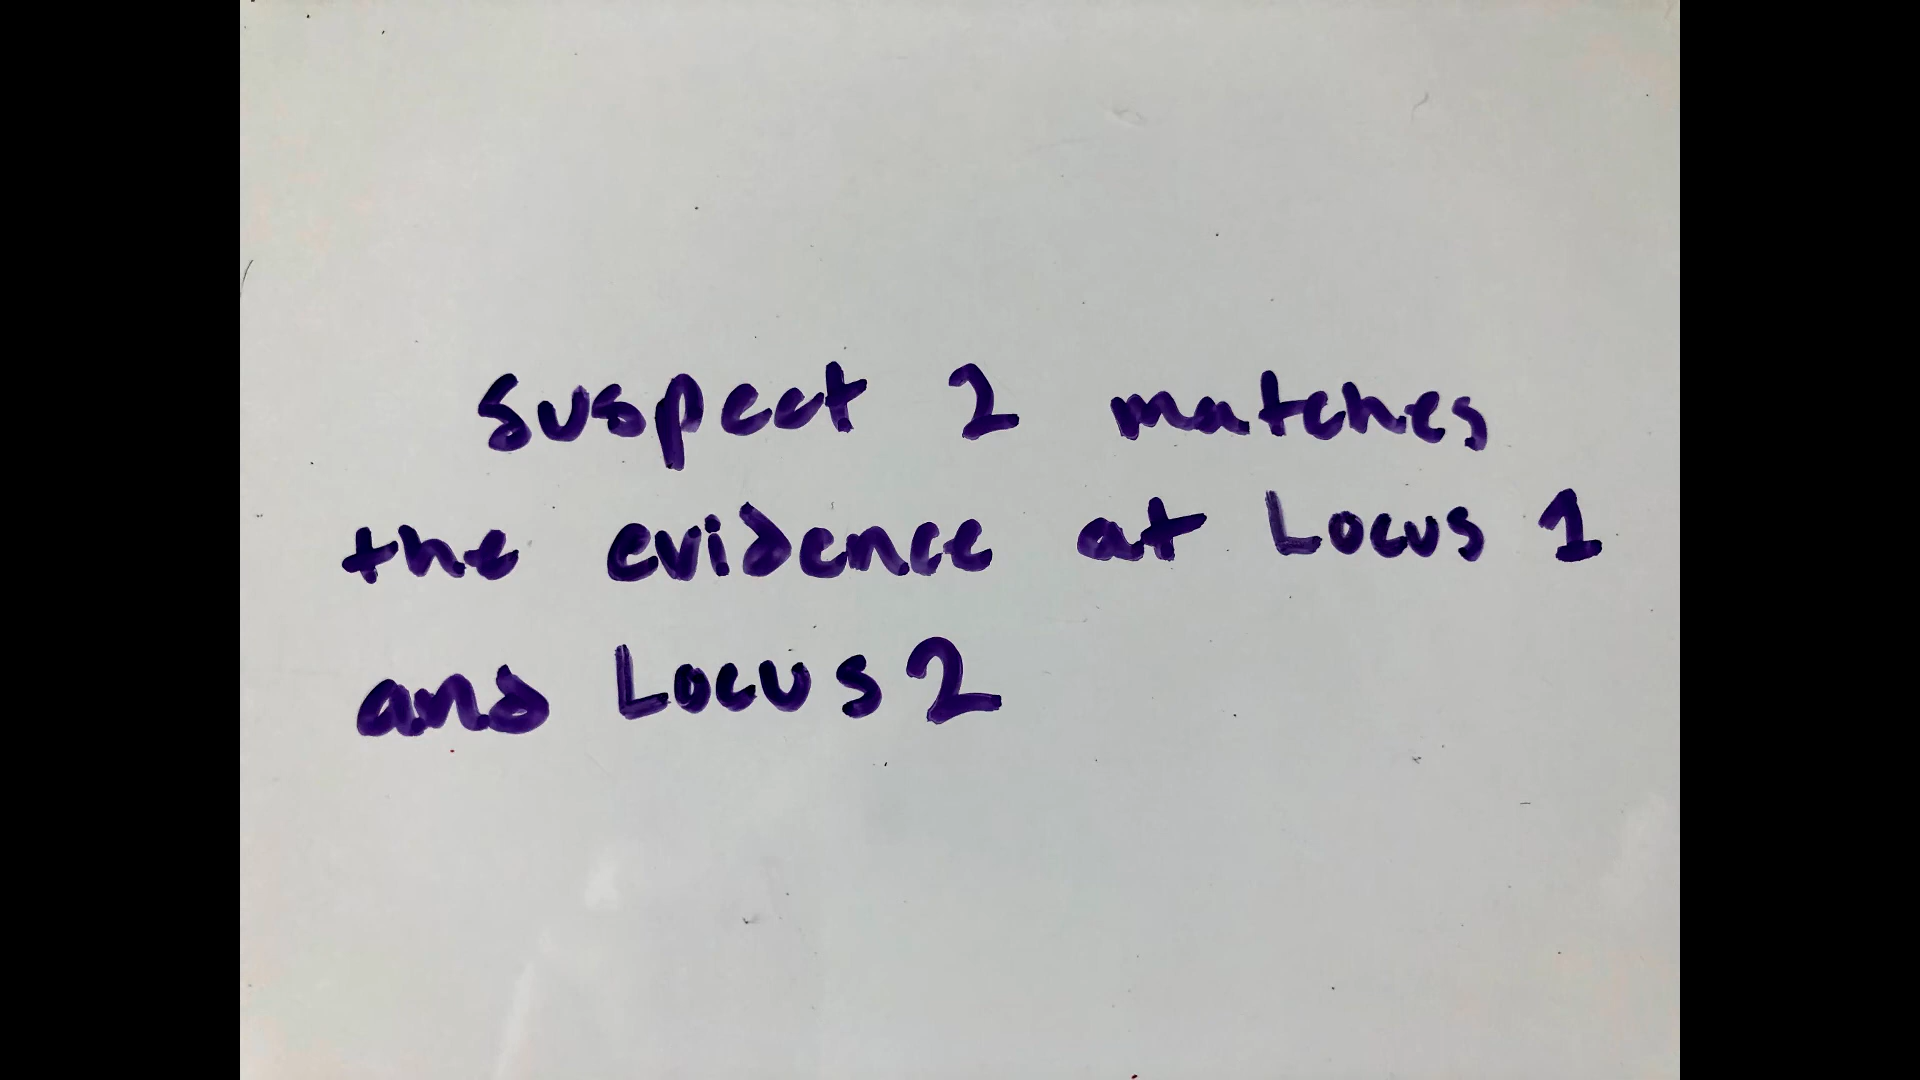 suspect 2 matches
the evidence at Locus 1
and Locus 2